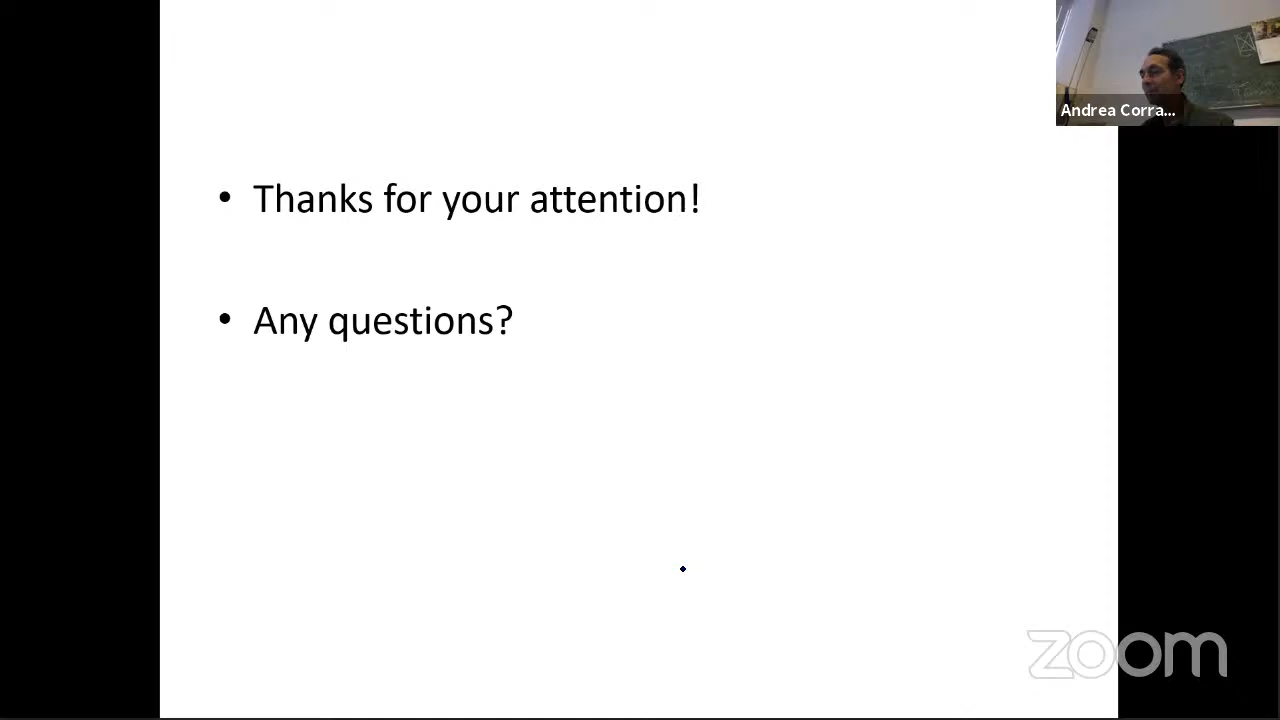 Andrea Corra...
• Thanks for your attention!
• Any questions?
zoom